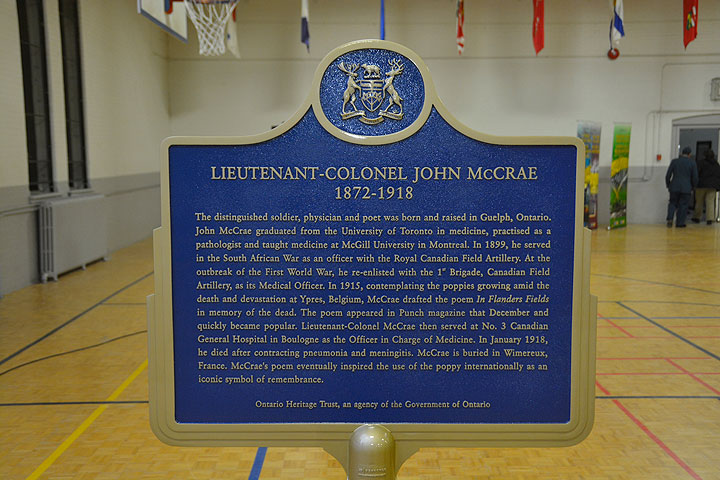 LIEUTENANT-COLONEL JOHN McCRAE
1872-1918
The distinguished soldier, physician and poet was born and raised in Guelph, Ontario.
John McCrae graduated from the University of Toronto in medicine, practised as a
pathologist and taught medicine at McGill University in Montreal. In 1899, he served
in the South African War as an officer with the Royal Canadian Field Artillery. At the
outbreak of the First World War, he re-enlisted with the 1st Brigade, Canadian Field
Artillery, as its Medical Officer. In 1915, contemplating the poppies growing amid the
death and devastation at Ypres, Belgium, McCrae drafted the poem In Flanders Fields
in memory of the dead. The poem appeared in Punch magazine that December and
quickly became popular. Lieutenant-Colonel McCrae then served at No. 3 Canadian
General Hospital in Boulogne as the Officer in Charge of Medicine. In January 1918,
he died after contracting pneumonia and meningitis. McCrae is buried in Wimereux,
France. McCrae's poem eventually inspired the use of the poppy internationally as an
iconic symbol of remembrance.
Ontario Heritage Trust, an agency of the Government of Ontario